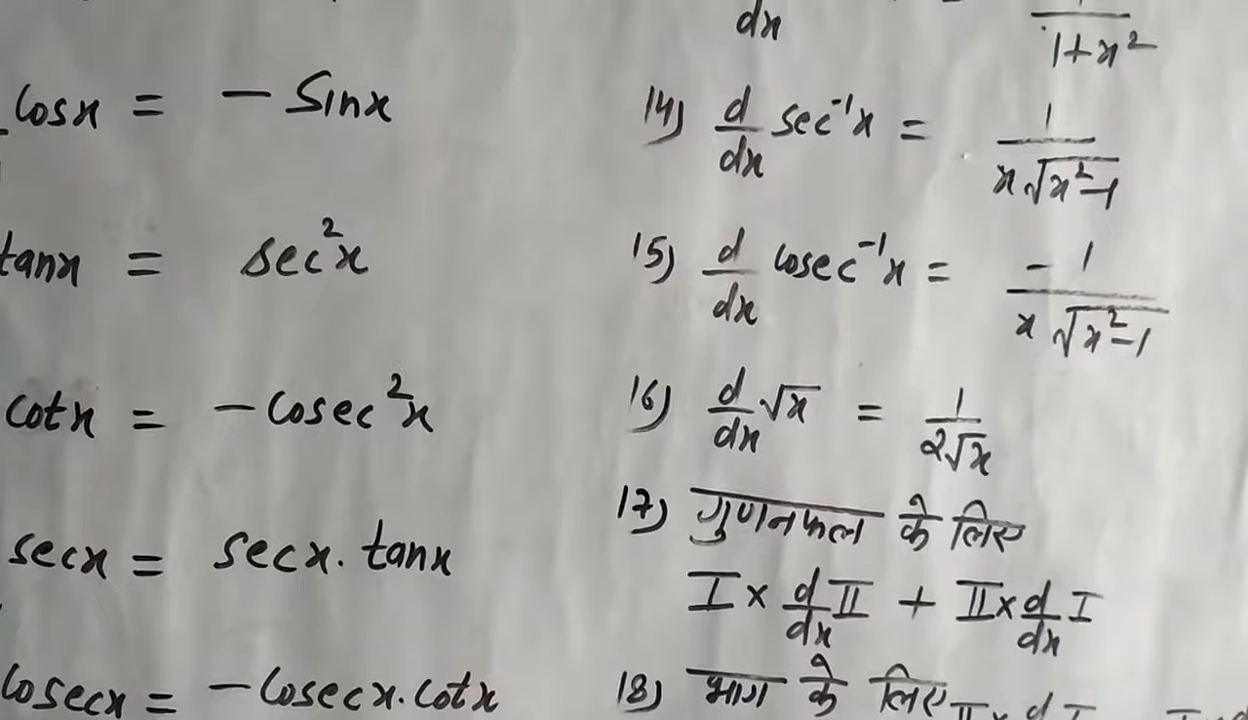 cosx = - Sinx
tanx = sec²x
cotx = - cosec²x
secx = secx. tanx
cosecx = - cosecx.cotx
dx 1+x²
14) d/dx sec⁻¹x = 1/x√x²-1
15) d/dx cosec⁻¹x = -1/x√x²-1
16) d/dx √x = 1/2√x
17) गुणनफल के लिए
I × d/dx II + II × d/dx I
18) भाग के लिए